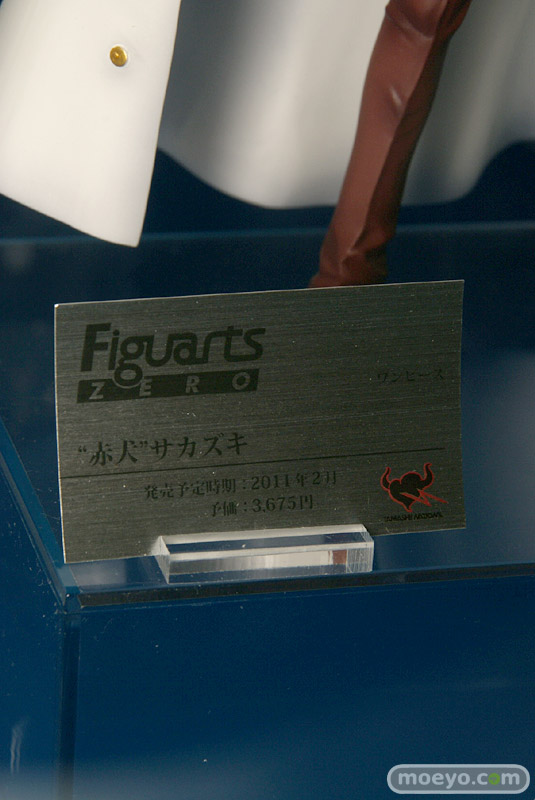 Figuarts
ZERO
ワンピース
"赤犬"サカズキ
発売予定時期：2011年2月
予価：3,675円
TAMASHII NATIONS
moeyo.com